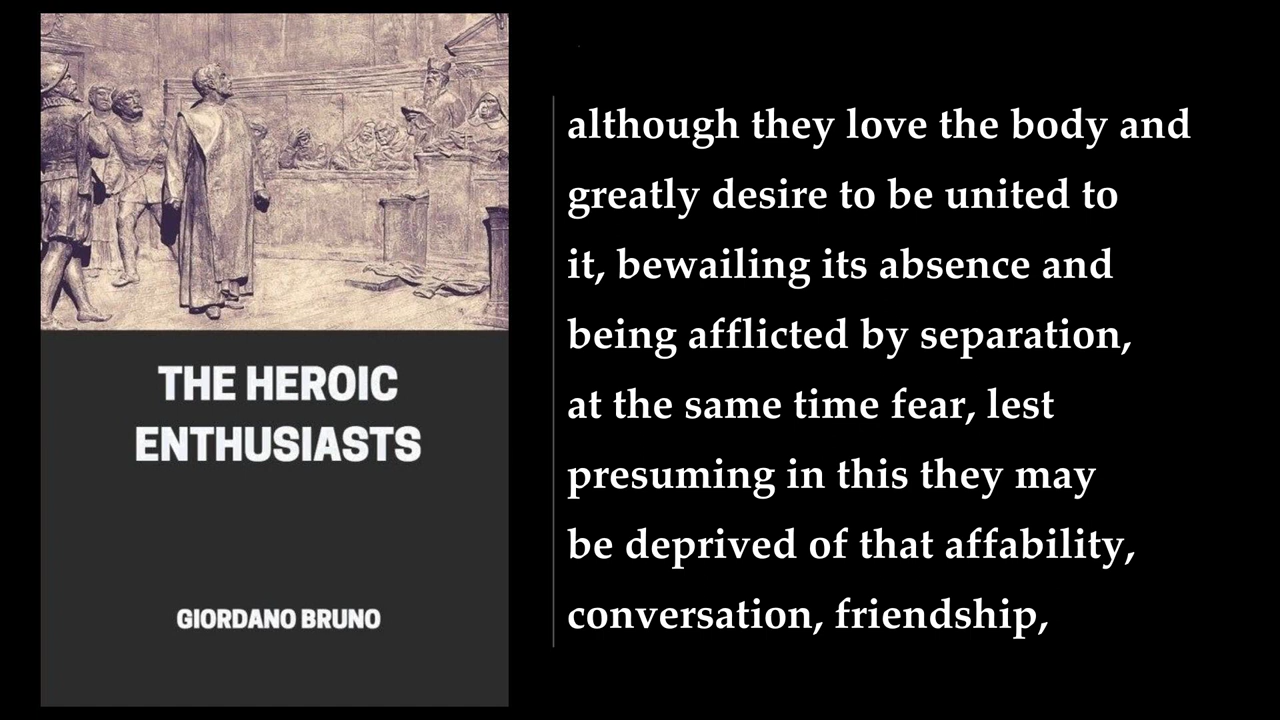 THE HEROIC
ENTHUSIASTS
GIORDANO BRUNO
although they love the body and
greatly desire to be united to
it, bewailing its absence and
being afflicted by separation,
at the same time fear, lest
presuming in this they may
be deprived of that affability,
conversation, friendship,